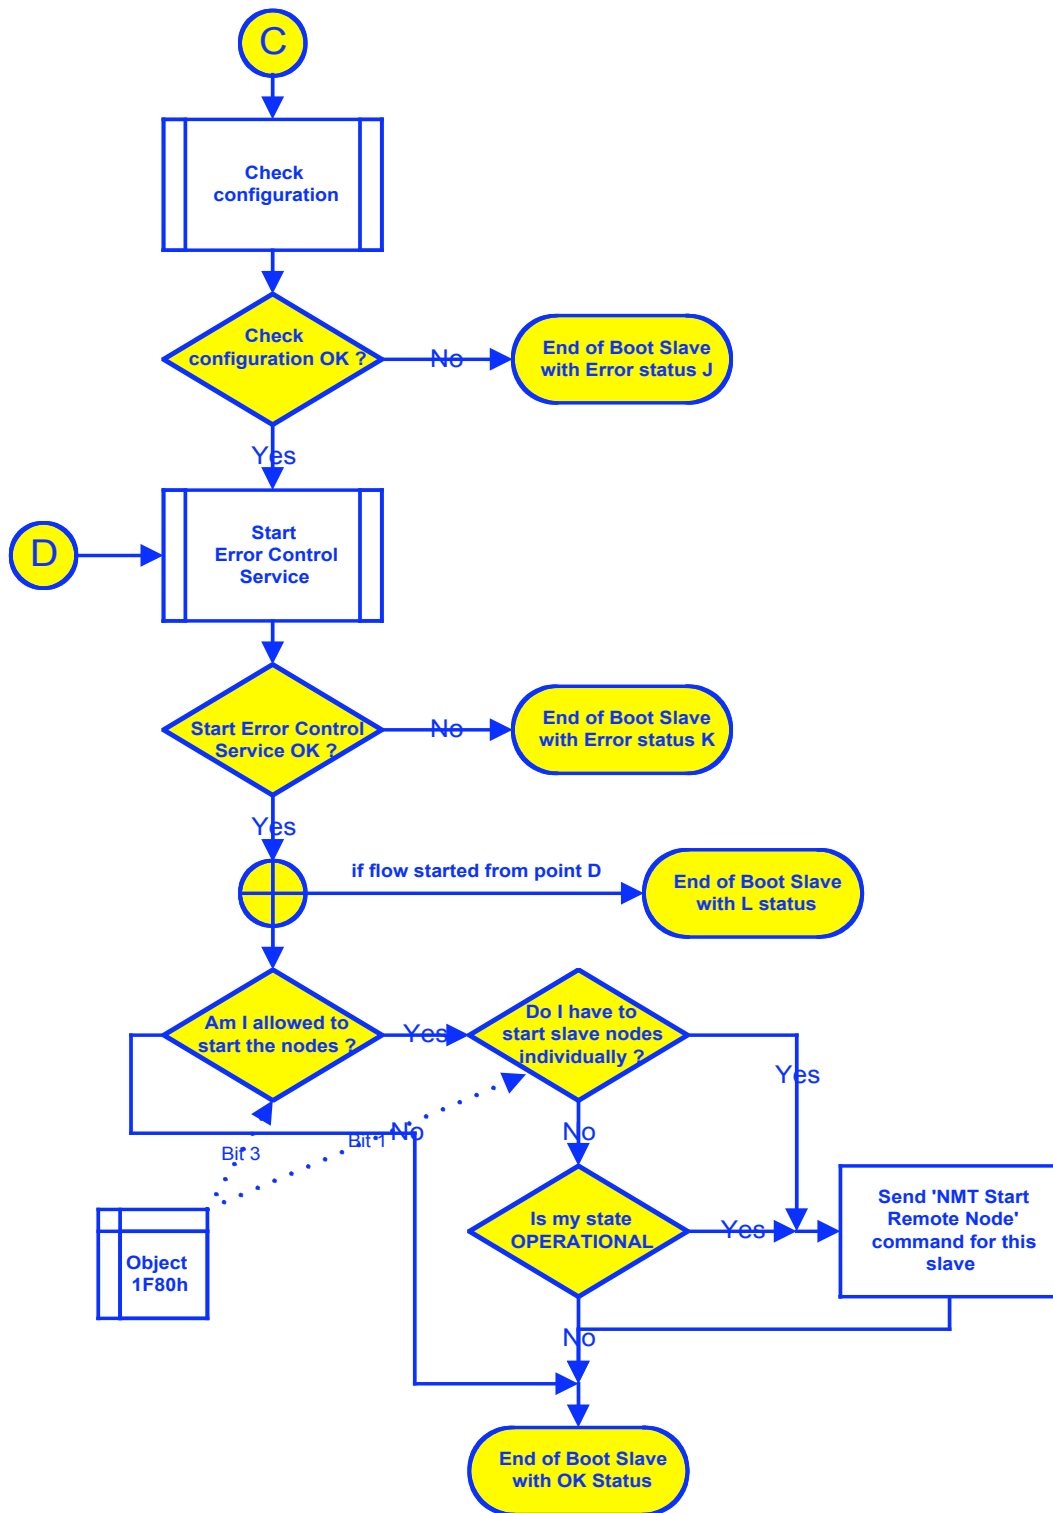 C
Check
configuration
Check
configuration OK ?
No
End of Boot Slave
with Error status J
Yes
D
Start
Error Control
Service
Start Error Control
Service OK ?
No
End of Boot Slave
with Error status K
Yes
if flow started from point D
End of Boot Slave
with L status
Am I allowed to
start the nodes ?
Yes
Do I have to
start slave nodes
individually ?
Yes
Bit 3
Bit 1
No
No
Object
1F80h
Is my state
OPERATIONAL
Yes
Send 'NMT Start
Remote Node'
command for this
slave
No
End of Boot Slave
with OK Status